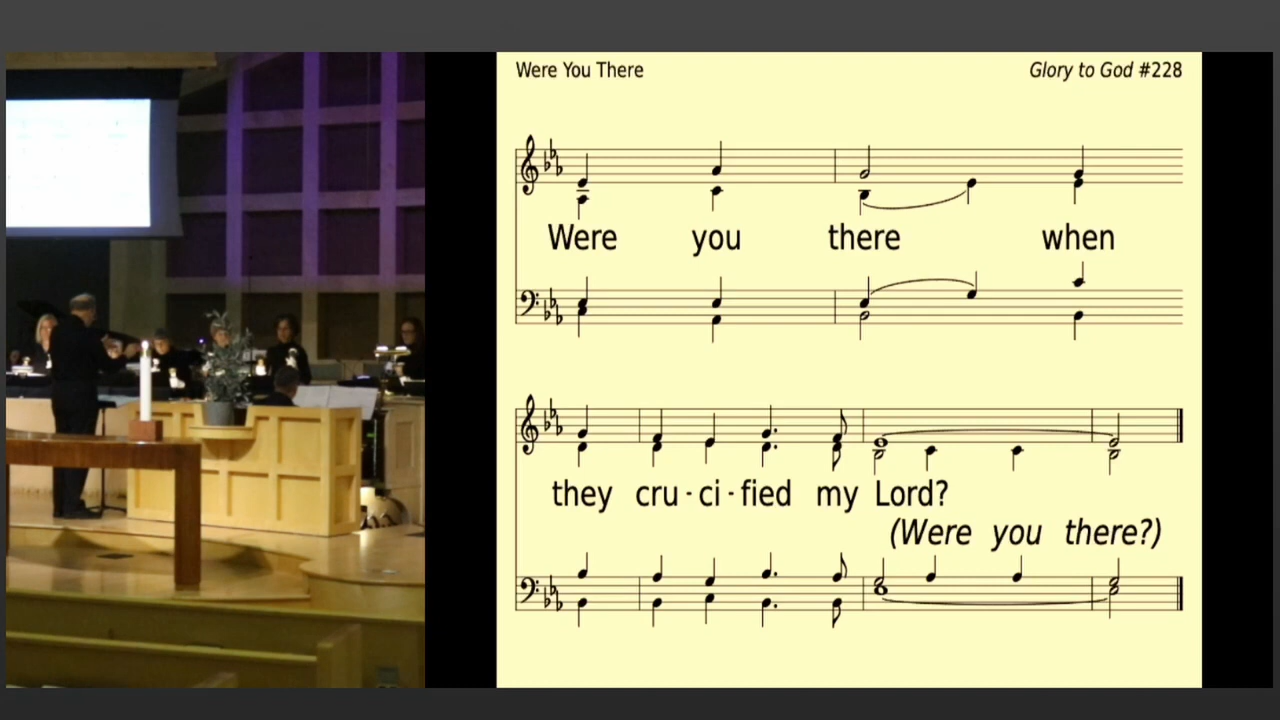 Were You There
Glory to God #228
Were you there when
they cru - ci - fied my Lord?
(Were you there?)